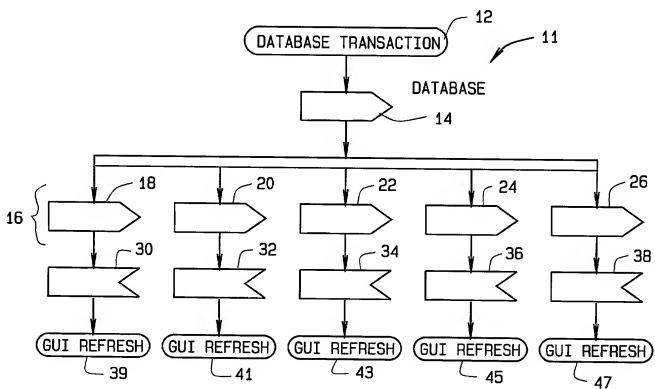 12
DATABASE TRANSACTION
11
DATABASE
14
16
18
20
22
24
26
30
32
34
36
38
GUI REFRESH
GUI REFRESH
GUI REFRESH
GUI REFRESH
GUI REFRESH
39
41
43
45
47